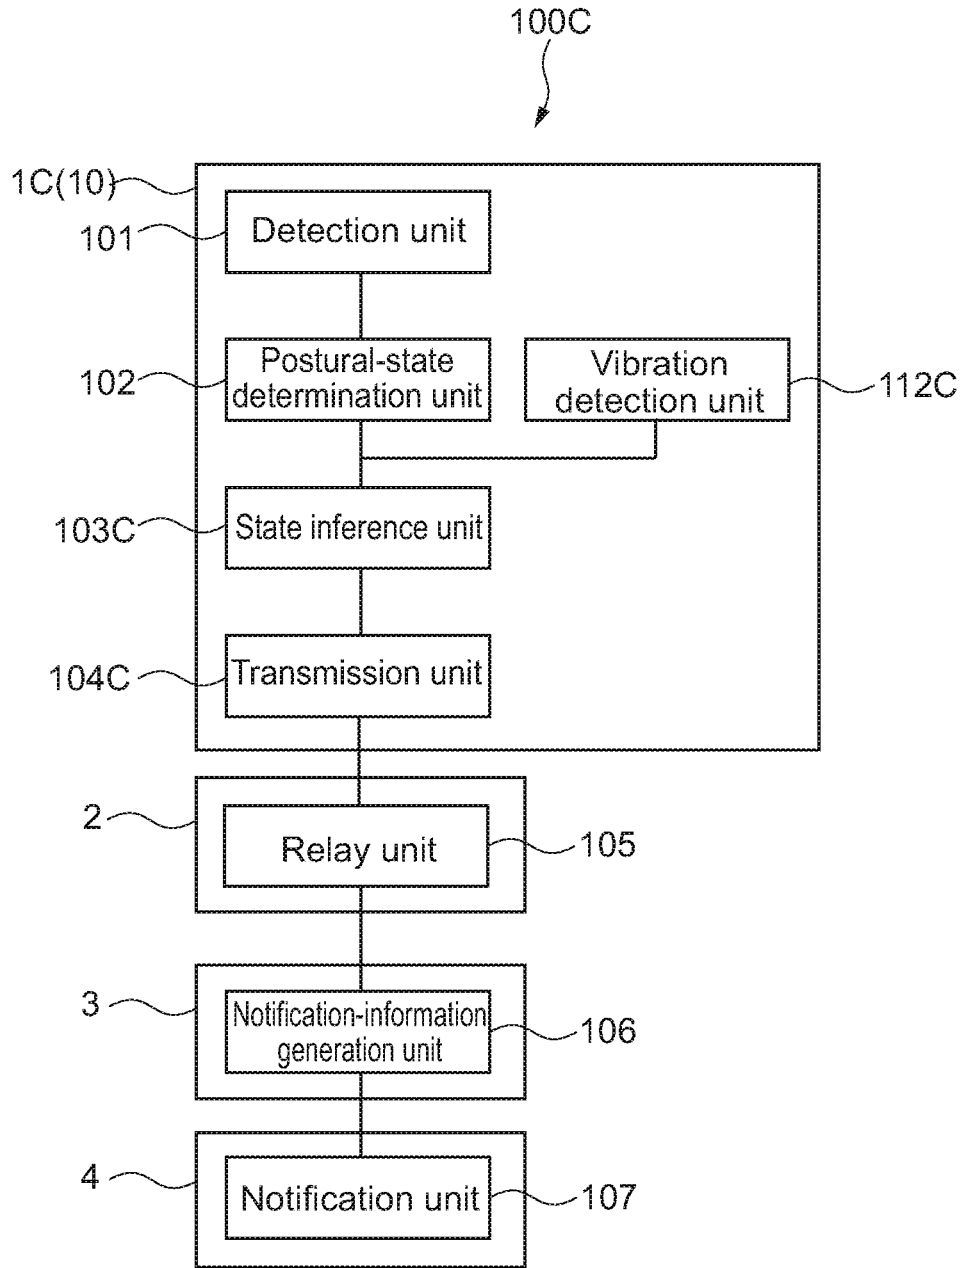 100C
1C(10)
101
Detection unit
102
Postural-state
determination unit
Vibration
detection unit
112C
103C
State inference unit
104C
Transmission unit
2
Relay unit
105
3
Notification-information
generation unit
106
4
Notification unit
107